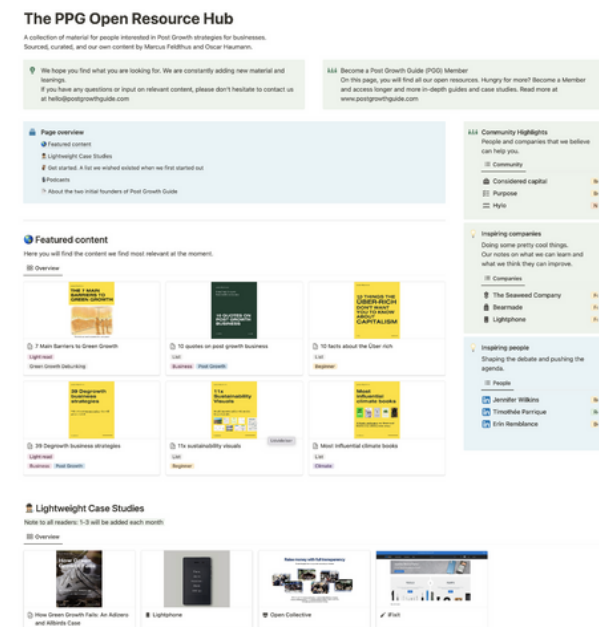 The PPG Open Resource Hub
A collection of material for people interested in Post Growth strategies for businesses.
Sourced, curated, and our own content by Marcus Feldthus and Oscar Haumann.
We hope you find what you are looking for. We are constantly adding new material and
leanings.
If you have any questions or input on relevant content, please don't hesitate to contact us
at hello@postgrowthguide.com
Become a Post Growth Guide (PGG) Member
On this page, you will find all our open resources. Hungry for more? Become a Member
and access longer and more in-depth guides and case studies. Read more at
www.postgrowthguide.com
Page overview
Featured content
Lightweight Case Studies
Get started. A list we wished existed when we first started out
Podcasts
About the two initial founders of Post Growth Guide
Community Highlights
People and companies that we believe
can help you.
Community
Considered capital
Purpose
Hylo
Inspiring companies
Doing some pretty cool things.
Our notes on what we can learn and
what we think they can improve.
Companies
The Seaweed Company
Bearmade
Lightphone
Inspiring people
Shaping the debate and pushing the
agenda.
People
Jennifer Wilkins
Timothée Parrique
Erin Remblance
Featured content
Here you will find the content we find most relevant at the moment.
Overview
THE 7 MAIN
BARRIERS TO
GREEN GROWTH
7 Main Barriers to Green Growth
Light read
Green Growth Debunking
10 QUOTES ON
POST GROWTH
BUSINESS
10 quotes on post growth business
List
Business Post Growth
10 THINGS THE
ÜBER-RICH
DON'T WANT
YOU TO KNOW
ABOUT
CAPITALISM
10 facts about the Über rich
List
Beginner
39 Degrowth
business
strategies
39 Degrowth business strategies
Light read
Business Post Growth
11x
Sustainability
Visuals
11x sustainability visuals
List
Beginner
Most
influential
climate books
Most influential climate books
List
Climate
Lightweight Case Studies
Note to all readers: 1-3 will be added each month
Overview
How Green Growth Fails: An Adizero
and Allbirds Case
Lightphone
Raise money with full transparency
Open Collective
iFixit